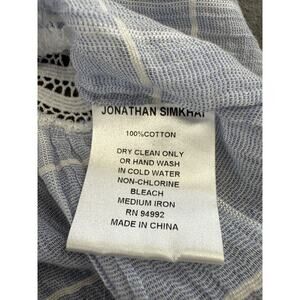 JONATHAN SIMKHAI
100%COTTON
DRY CLEAN ONLY
OR HAND WASH
IN COLD WATER
NON-CHLORINE
BLEACH
MEDIUM IRON
RN 94992
MADE IN CHINA